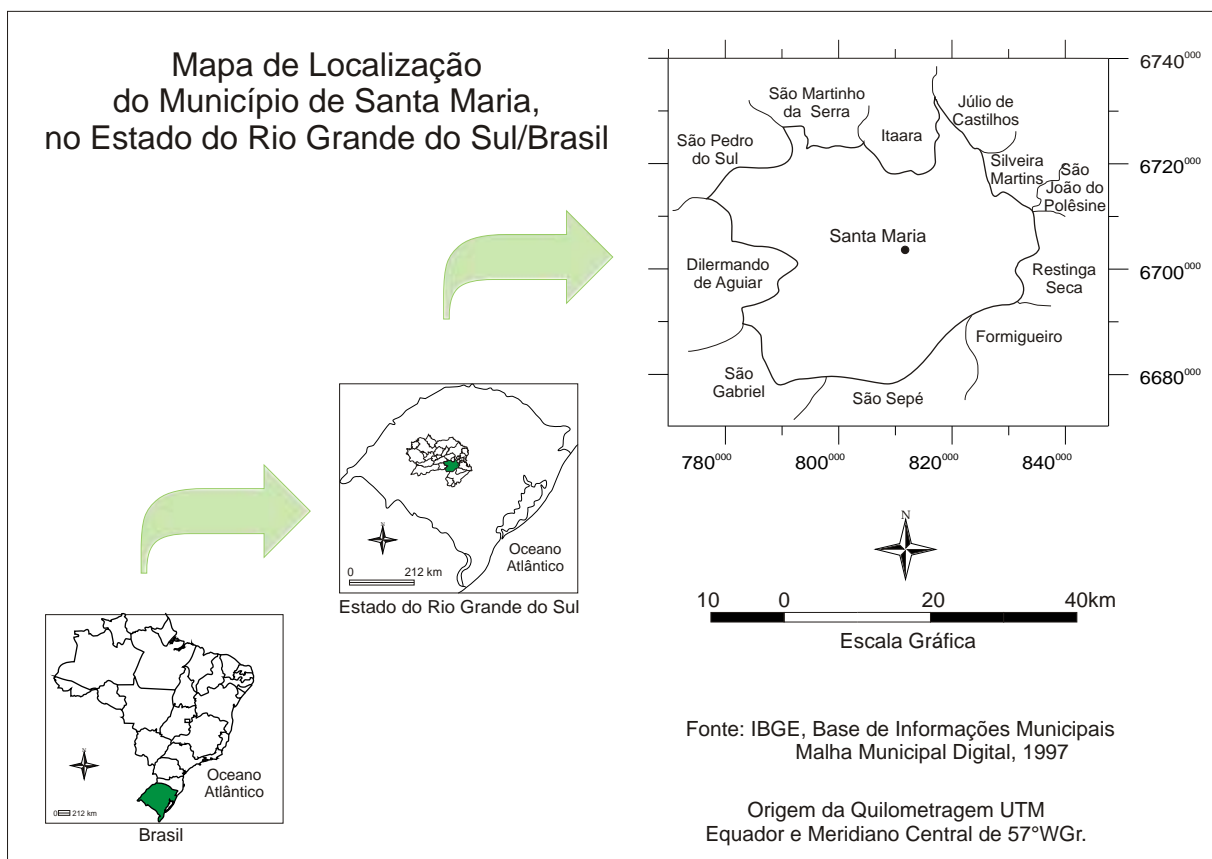 Mapa de Localização
do Município de Santa Maria,
no Estado do Rio Grande do Sul/Brasil
São Martinho
da Serra
Júlio de
Castilhos
São Pedro
do Sul
Itaara
Silveira
Martins
São
João do
Polêsine
Santa Maria
Dilermando
de Aguiar
Restinga
Seca
Formigueiro
São
Gabriel
São Sepé
6740000
6720000
6700000
6680000
780000
800000
820000
840000
N
10 0 20 40km
Escala Gráfica
N
Oceano
Atlântico
0 212 km
Estado do Rio Grande do Sul
N
Oceano
Atlântico
0 212 km
Brasil
Fonte: IBGE, Base de Informações Municipais
Malha Municipal Digital, 1997
Origem da Quilometragem UTM
Equador e Meridiano Central de 57°WGr.